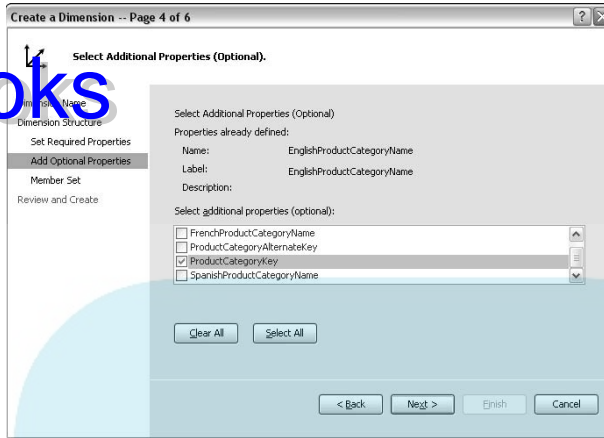 Create a Dimension -- Page 4 of 6
Select Additional Properties (Optional).
oks
Dimension Name
Dimension Structure
Set Required Properties
Add Optional Properties
Member Set
Review and Create
Select Additional Properties (Optional)
Properties already defined:
Name: EnglishProductCategoryName
Label: EnglishProductCategoryName
Description:
Select additional properties (optional):
FrenchProductCategoryName
ProductCategoryAlternateKey
ProductCategoryKey
SpanishProductCategoryName
Clear All Select All
< Back Next > Finish Cancel